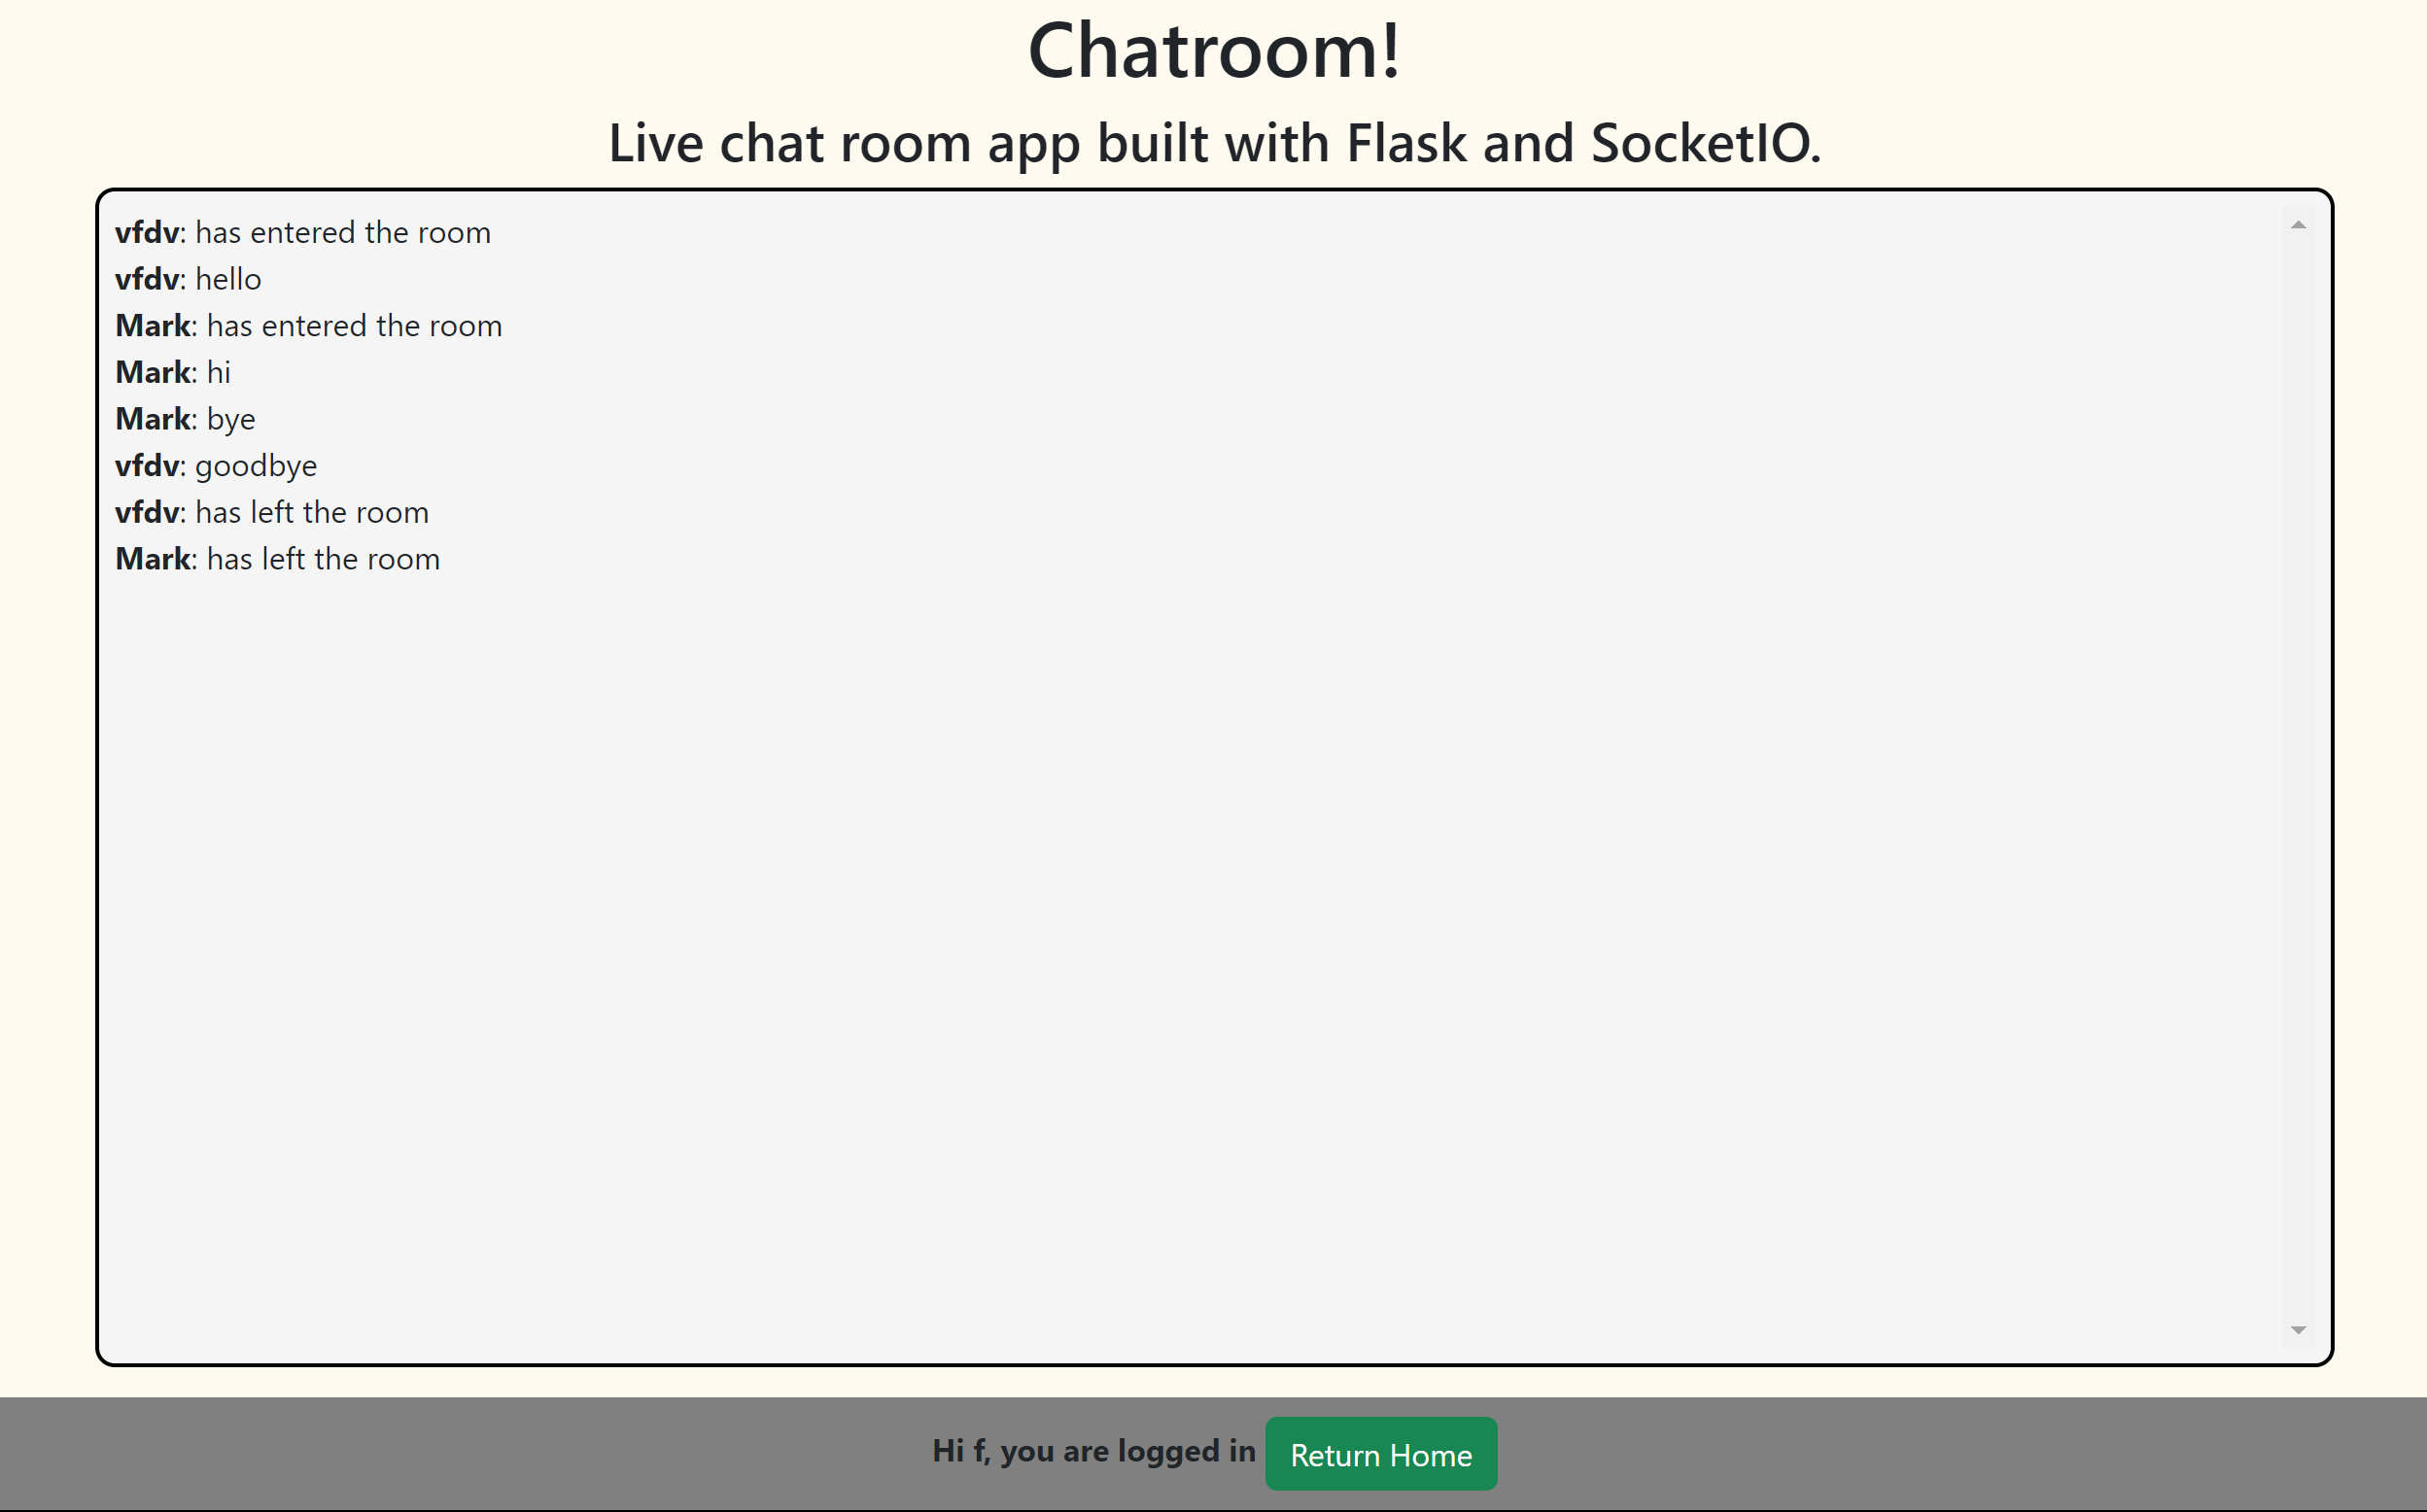 Chatroom!
Live chat room app built with Flask and SocketIO.
vfdv: has entered the room
vfdv: hello
Mark: has entered the room
Mark: hi
Mark: bye
vfdv: goodbye
vfdv: has left the room
Mark: has left the room
Hi f, you are logged in Return Home